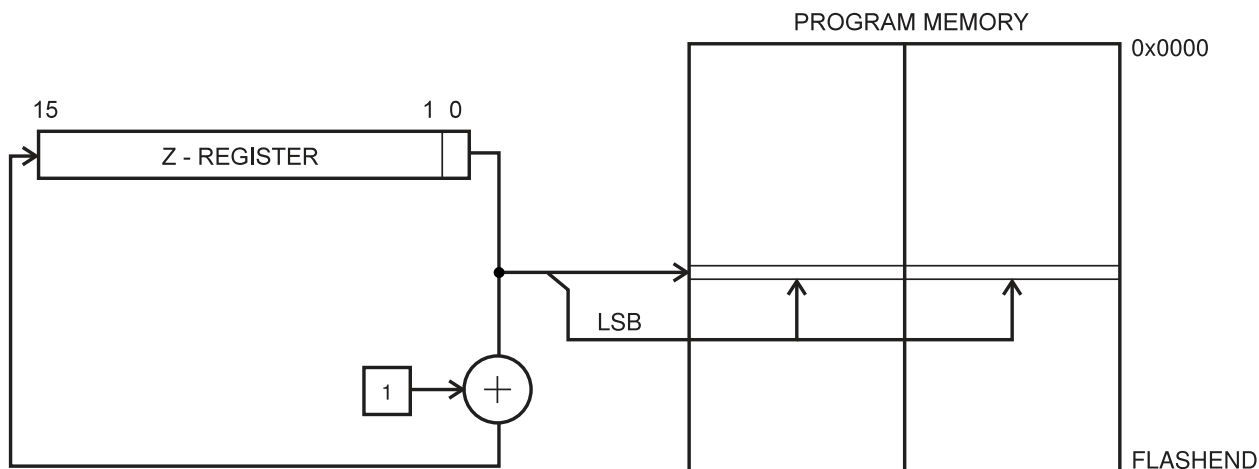 PROGRAM MEMORY
0x0000
15
1 0
Z - REGISTER
LSB
1
FLASHEND